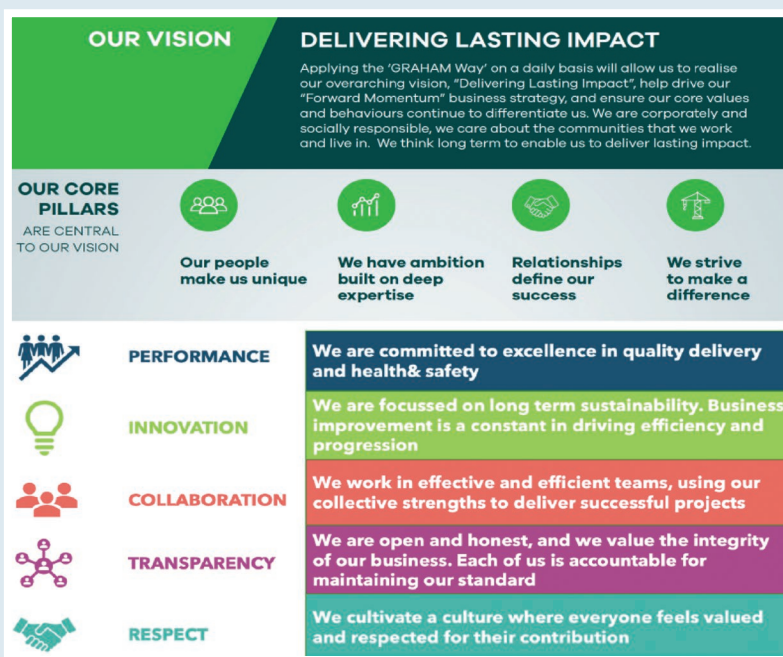 OUR VISION
DELIVERING LASTING IMPACT
Applying the ‘GRAHAM Way’ on a daily basis will allow us to realise
our overarching vision, “Delivering Lasting Impact”, help drive our
“Forward Momentum” business strategy, and ensure our core values
and behaviours continue to differentiate us. We are corporately and
socially responsible, we care about the communities that we work
and live in. We think long term to enable us to deliver lasting impact.
OUR CORE
PILLARS
ARE CENTRAL
TO OUR VISION
Our people
make us unique
We have ambition
built on deep
expertise
Relationships
define our
success
We strive
to make a
difference
PERFORMANCE
We are committed to excellence in quality delivery
and health& safety
INNOVATION
We are focussed on long term sustainability. Business
improvement is a constant in driving efficiency and
progression
COLLABORATION
We work in effective and efficient teams, using our
collective strengths to deliver successful projects
TRANSPARENCY
We are open and honest, and we value the integrity
of our business. Each of us is accountable for
maintaining our standard
RESPECT
We cultivate a culture where everyone feels valued
and respected for their contribution